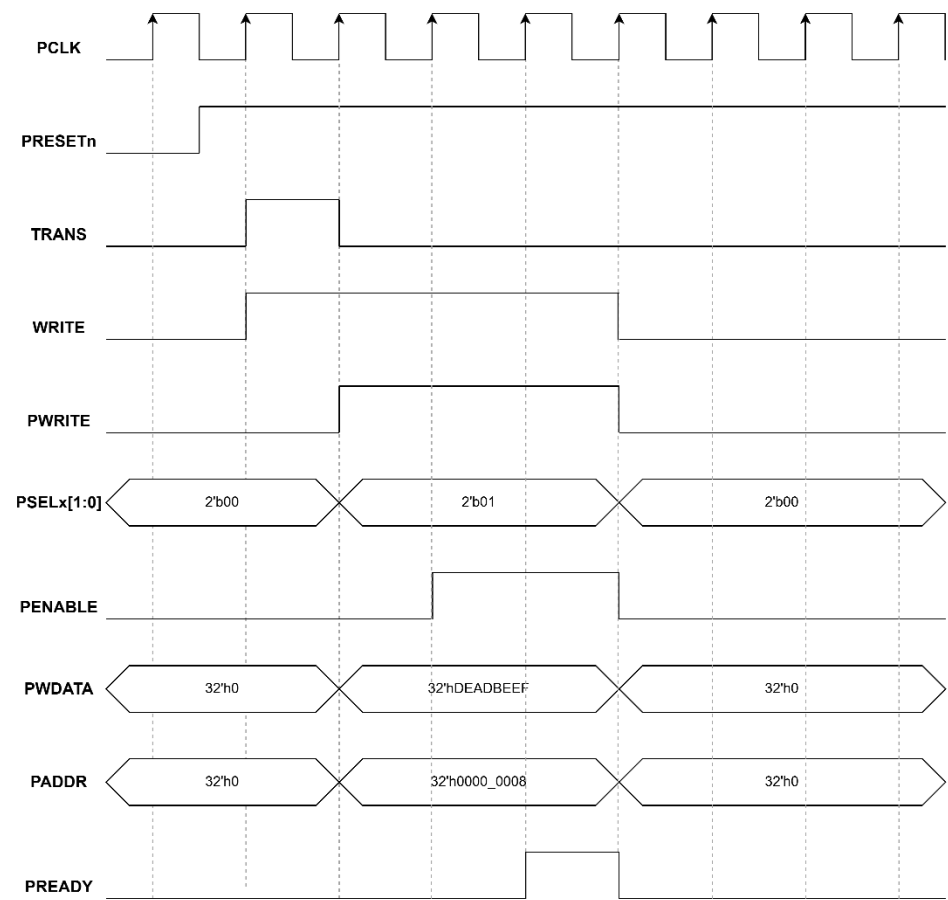 PCLK
PRESETn
TRANS
WRITE
PWRITE
PSELx[1:0] 2'b00 2'b01 2'b00
PENABLE
PWDATA 32'h0 32'hDEADBEEF 32'h0
PADDR 32'h0 32'h0000_0008 32'h0
PREADY